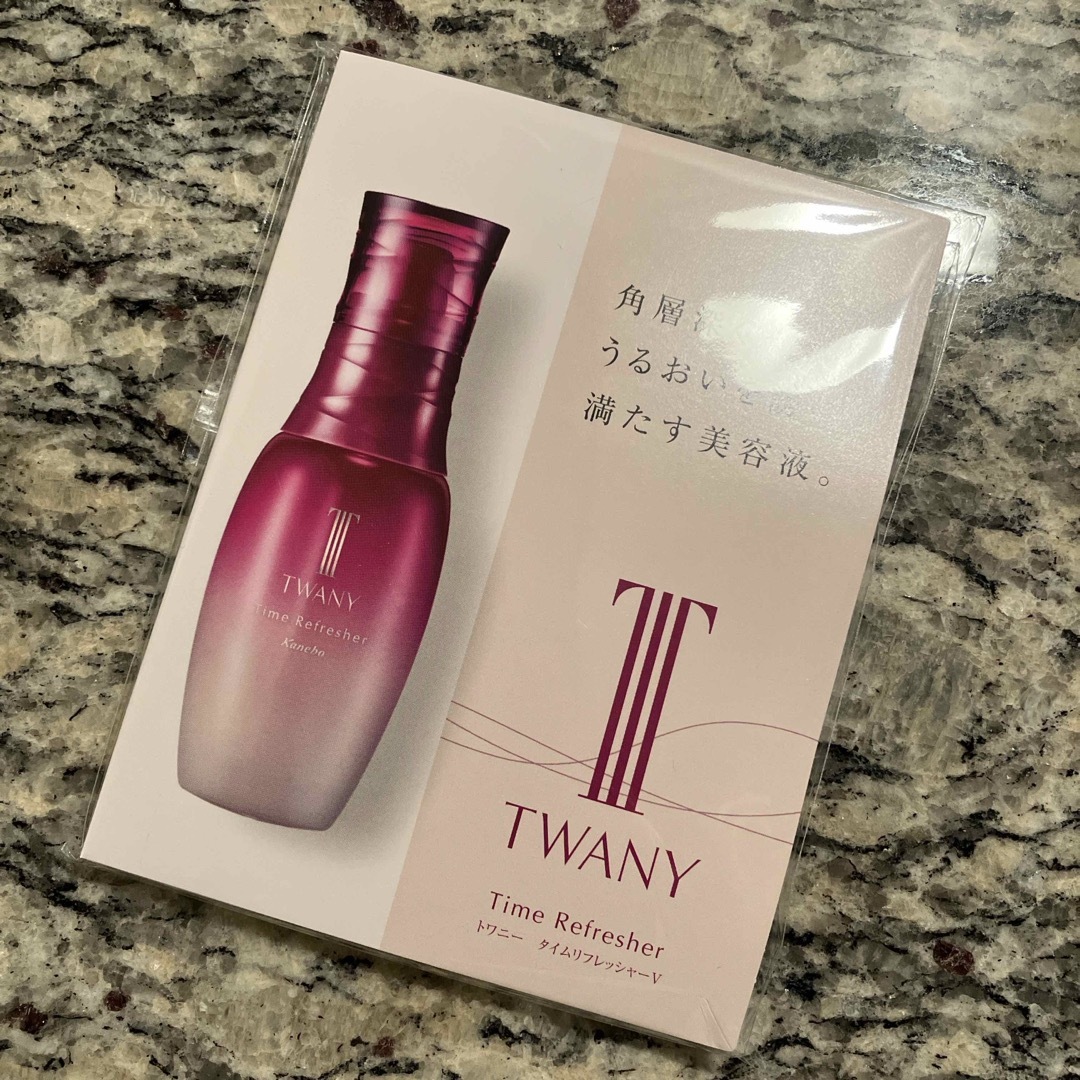 角層
うるおいを
満たす美容液。
TWANY
Time Refresher
Kanebo
TWANY
Time Refresher
トワニー タイムリフレッシャーV